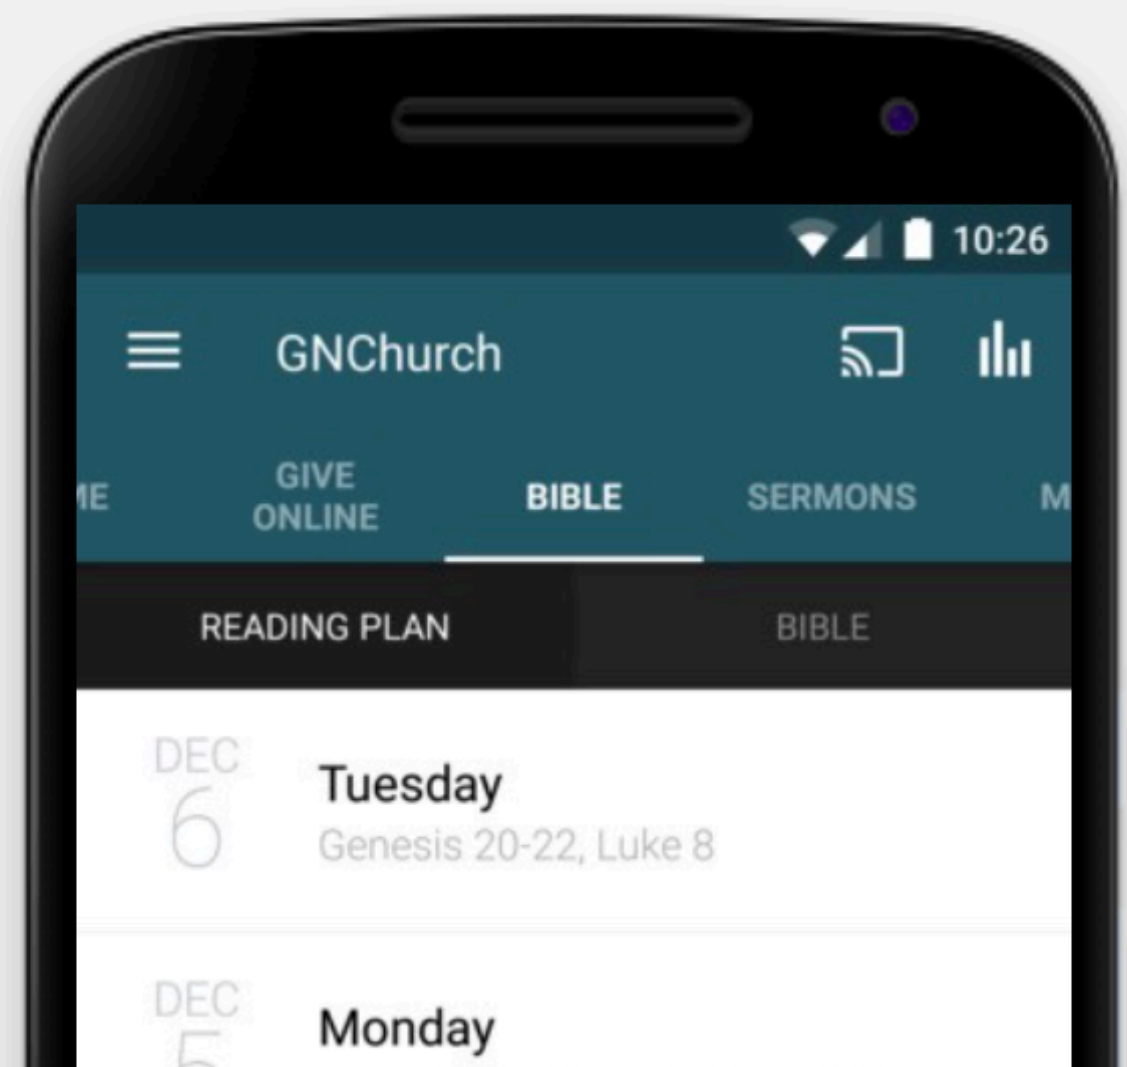 10:26
GNChurch
GIVE
ONLINE
BIBLE
SERMONS
READING PLAN
BIBLE
DEC
6
Tuesday
Genesis 20-22, Luke 8
DEC
5
Monday